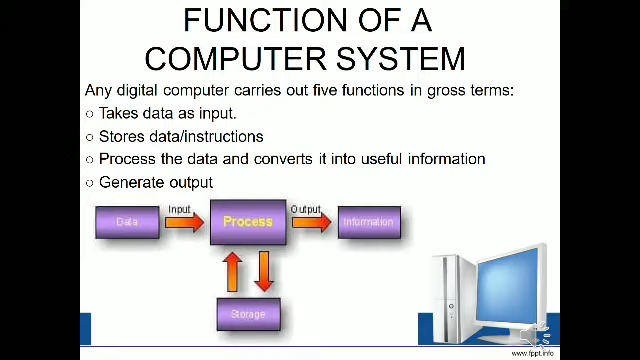 FUNCTION OF A
COMPUTER SYSTEM
Any digital computer carries out five functions in gross terms:
○ Takes data as input.
○ Stores data/instructions
○ Process the data and converts it into useful information
○ Generate output
Input
Output
Data
Process
Information
Storage
www.fppt.info